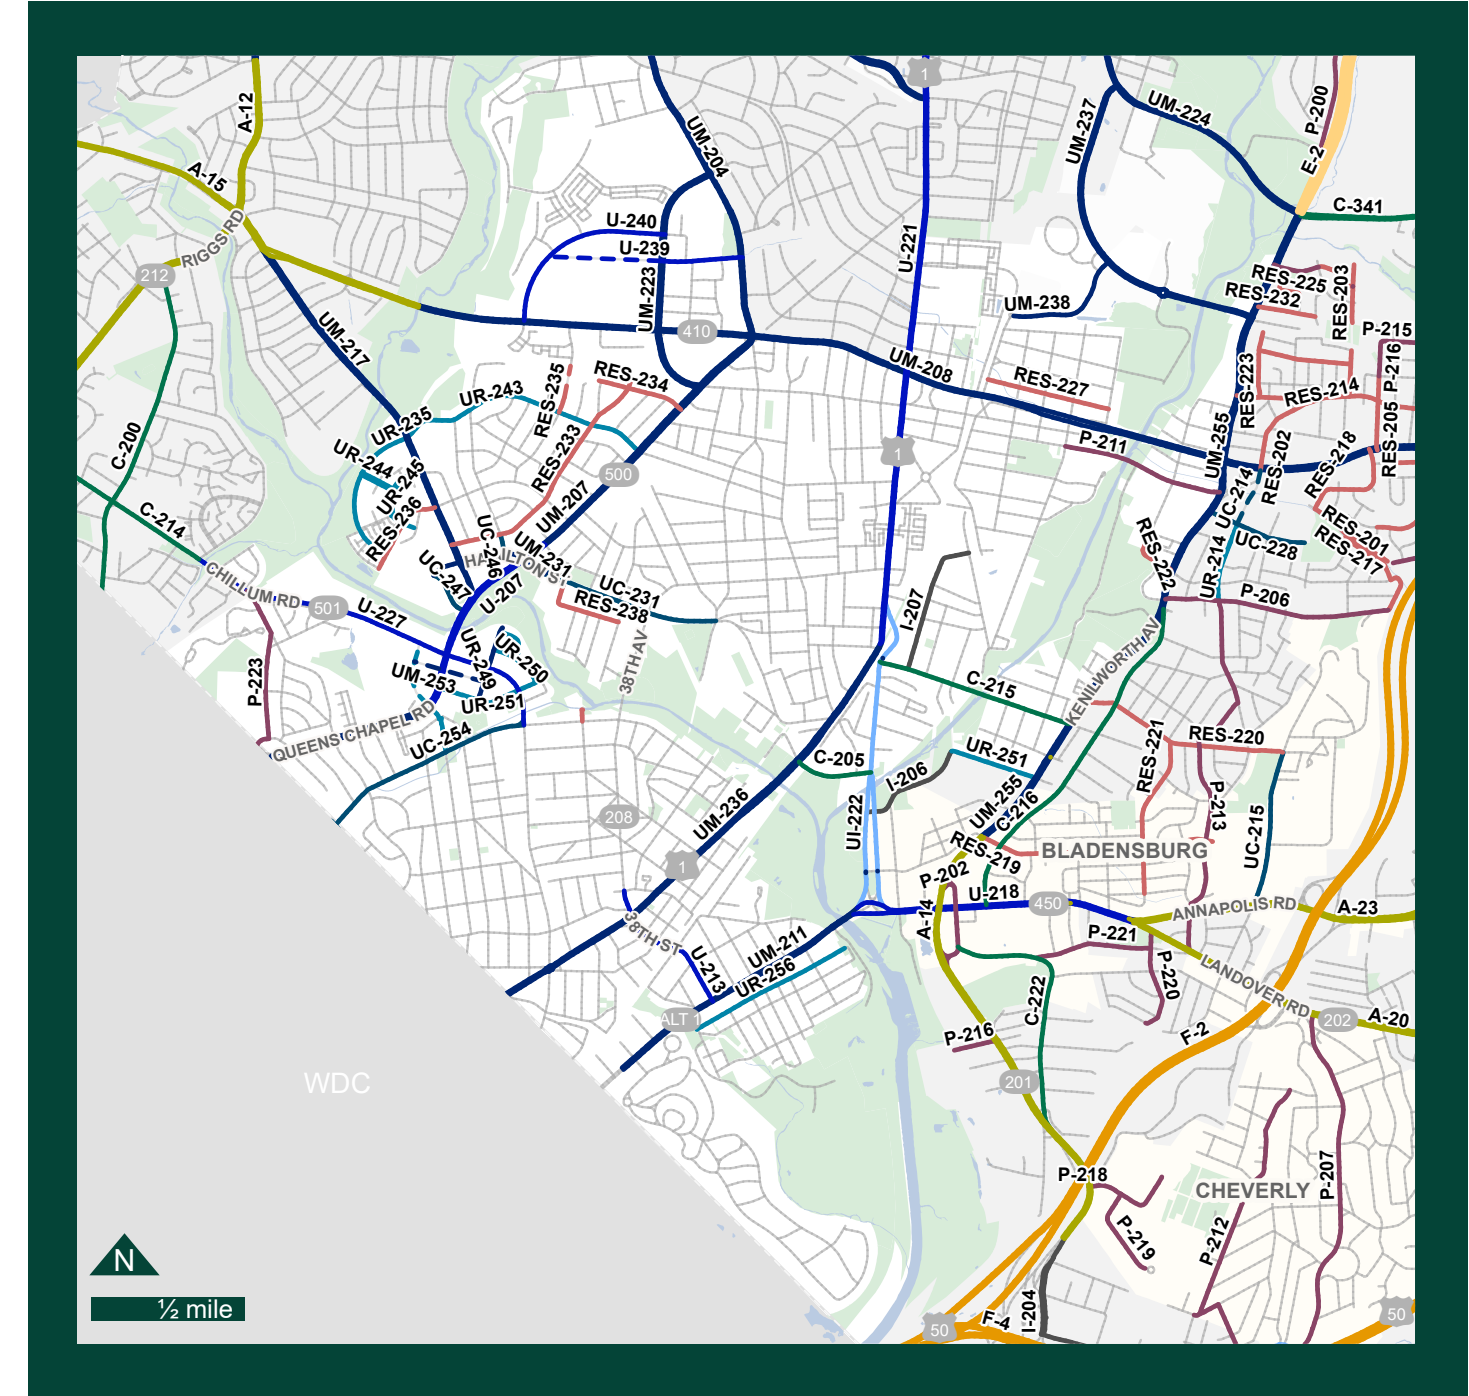 1
UM-224
P-200
A-12
UM-237
UM-204
E-2
A-15
C-341
RIGGS RD
U-240
U-239
U-221
212
UM-223
RES-225
RES-203
RES-232
UM-238
UM-217
410
P-215
UM-208
RES-234
RES-235
RES-227
RES-223
P-216
RES-214
UR-243
UR-235
C-200
RES-233
UM-255
P-211
1
RES-205
RES-218
UR-244
UR-245
500
RES-202
UC-214
UM-207
C-214
RES-236
UC-246
RES-201
RES-217
UC-228
RES-222
UM-231
HAMILTON ST
UC-247
UC-231
UR-214
P-206
CHILLUM RD
501
U-227
U-207
RES-238
I-207
38TH AV
KENILWORTH AV
P-223
UR-249
UR-250
UM-253
UR-251
C-215
QUEENS CHAPEL RD
UC-254
RES-220
RES-221
UR-251
C-205
I-206
P-213
UM-255
C-216
UM-236
208
UI-222
UC-215
1
RES-219
BLADENSBURG
P-202
U-218
450
ANNAPOLIS RD
A-23
A-14
38TH ST
P-221
UM-211
U-213
UR-256
P-220
LANDOVER RD
C-222
ALT 1
202
A-20
F-2
P-216
201
WDC
P-218
CHEVERLY
P-207
P-219
P-212
N
½ mile
I-204
F-4
50
50